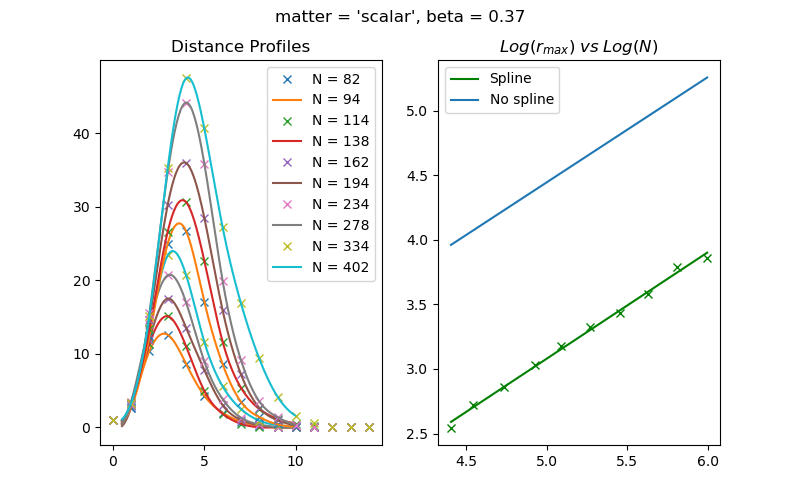 matter = 'scalar', beta = 0.37
Distance Profiles
N = 82
N = 94
N = 114
N = 138
N = 162
N = 194
N = 234
N = 278
N = 334
N = 402
40
30
20
10
0
0 5 10
Log(r_max) vs Log(N)
Spline
No spline
5.0
4.5
4.0
3.5
3.0
2.5
4.5 5.0 5.5 6.0